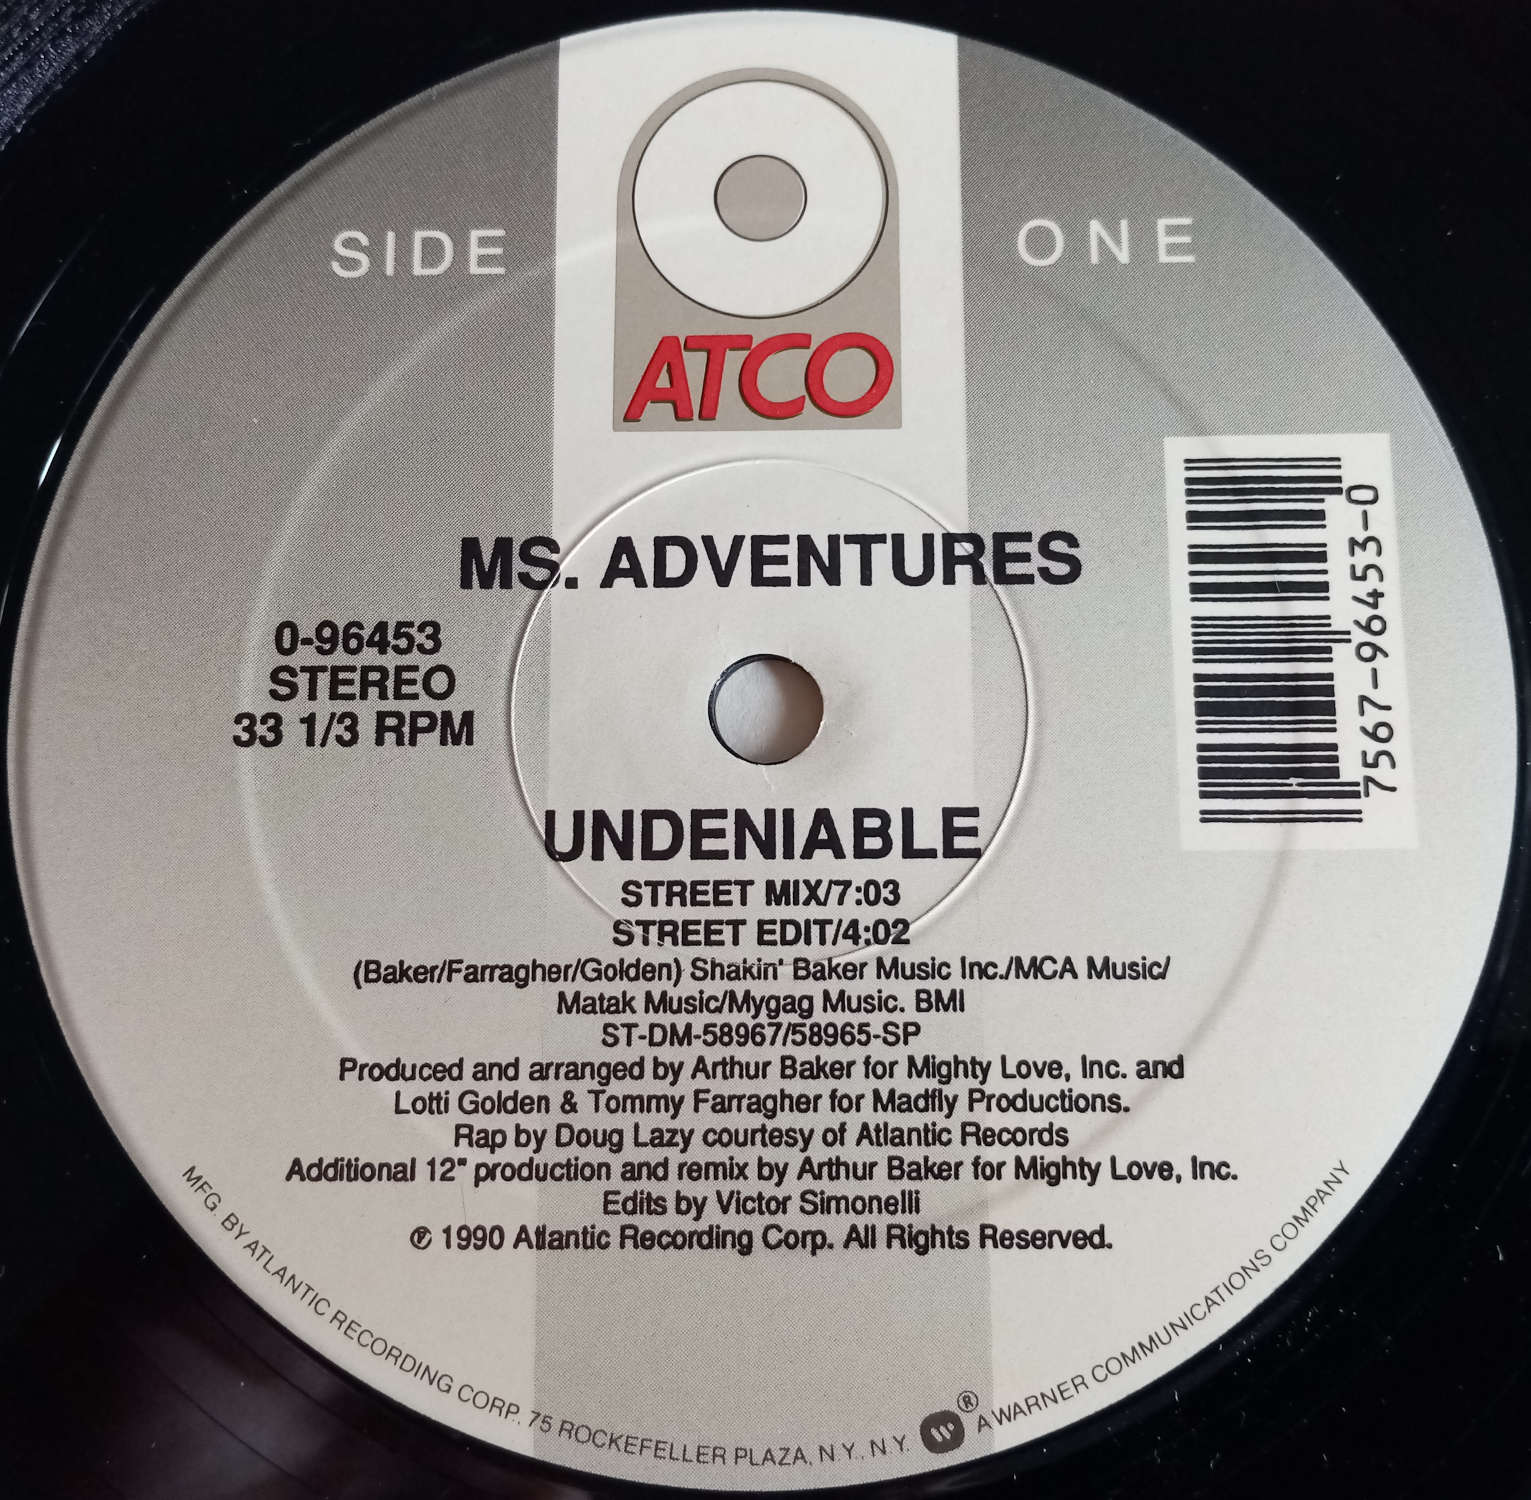 SIDE ONE
ATCO
MS. ADVENTURES
0-96453
STEREO
33 1/3 RPM
7567-96453-0
UNDENIABLE
STREET MIX/7:03
STREET EDIT/4:02
(Baker/Farragher/Golden) Shakin' Baker Music Inc./MCA Music/
Matak Music/Mygag Music. BMI
ST-DM-58967/58965-SP
Produced and arranged by Arthur Baker for Mighty Love, Inc. and
Lotti Golden & Tommy Farragher for Madfly Productions.
Rap by Doug Lazy courtesy of Atlantic Records
Additional 12" production and remix by Arthur Baker for Mighty Love, Inc.
Edits by Victor Simonelli
℗ 1990 Atlantic Recording Corp. All Rights Reserved.
MFG. BY ATLANTIC RECORDING CORP., 75 ROCKEFELLER PLAZA, N.Y., N.Y. ® A WARNER COMMUNICATIONS COMPANY